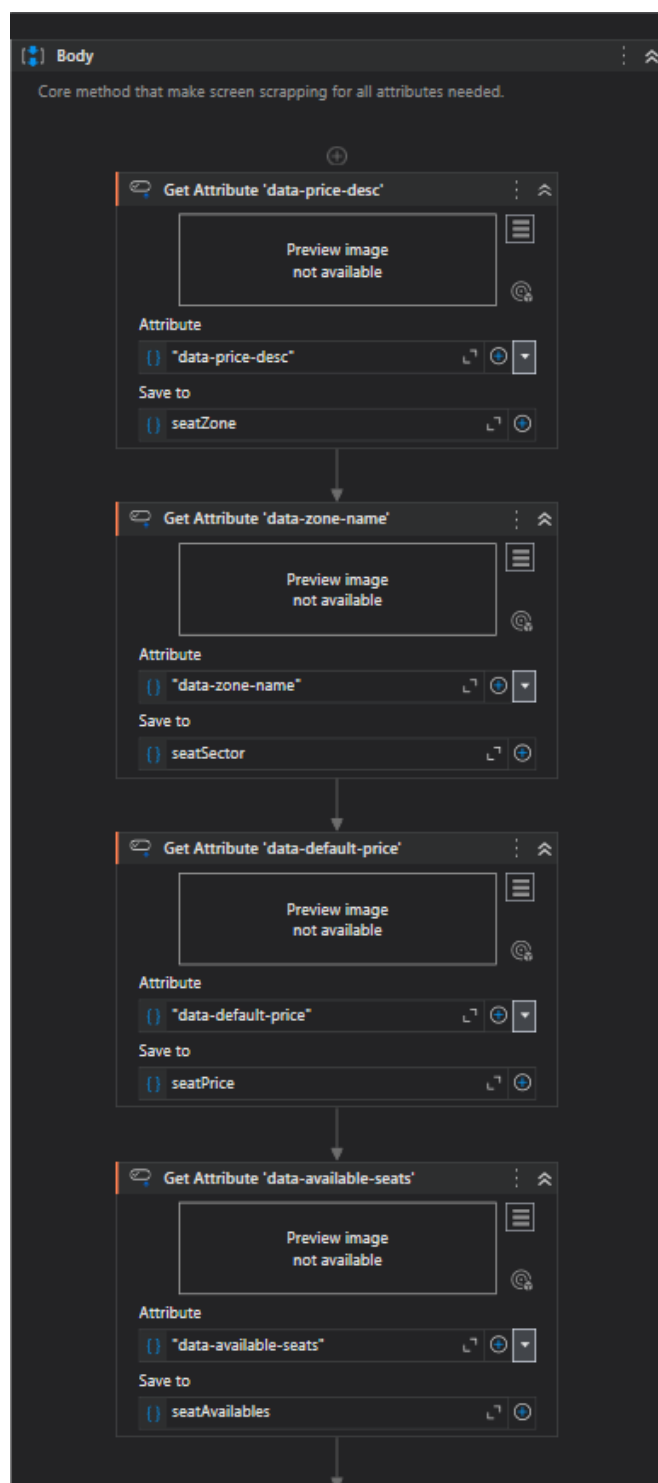 Body
Core method that make screen scrapping for all attributes needed.
Get Attribute 'data-price-desc'
Preview image
not available
Attribute
"data-price-desc"
Save to
seatZone
Get Attribute 'data-zone-name'
Preview image
not available
Attribute
"data-zone-name"
Save to
seatSector
Get Attribute 'data-default-price'
Preview image
not available
Attribute
"data-default-price"
Save to
seatPrice
Get Attribute 'data-available-seats'
Preview image
not available
Attribute
"data-available-seats"
Save to
seatAvailables